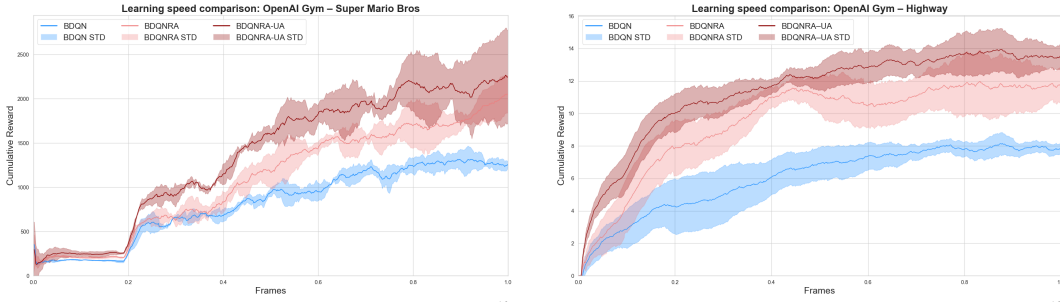 Learning speed comparison: OpenAI Gym – Super Mario Bros
BDQN BDQNRA BDQNRA-UA
BDQN STD BDQNRA STD BDQNRA-UA STD
Cumulative Reward
2500
2000
1500
1000
500
0
0.0 0.2 0.4 0.6 0.8 1.0
Frames
Learning speed comparison: OpenAI Gym – Highway
BDQN BDQNRA BDQNRA–UA
BDQN STD BDQNRA STD BDQNRA–UA STD
Cumulative Reward
16
14
12
10
8
6
4
2
0
0.0 0.2 0.4 0.6 0.8 1.0
Frames